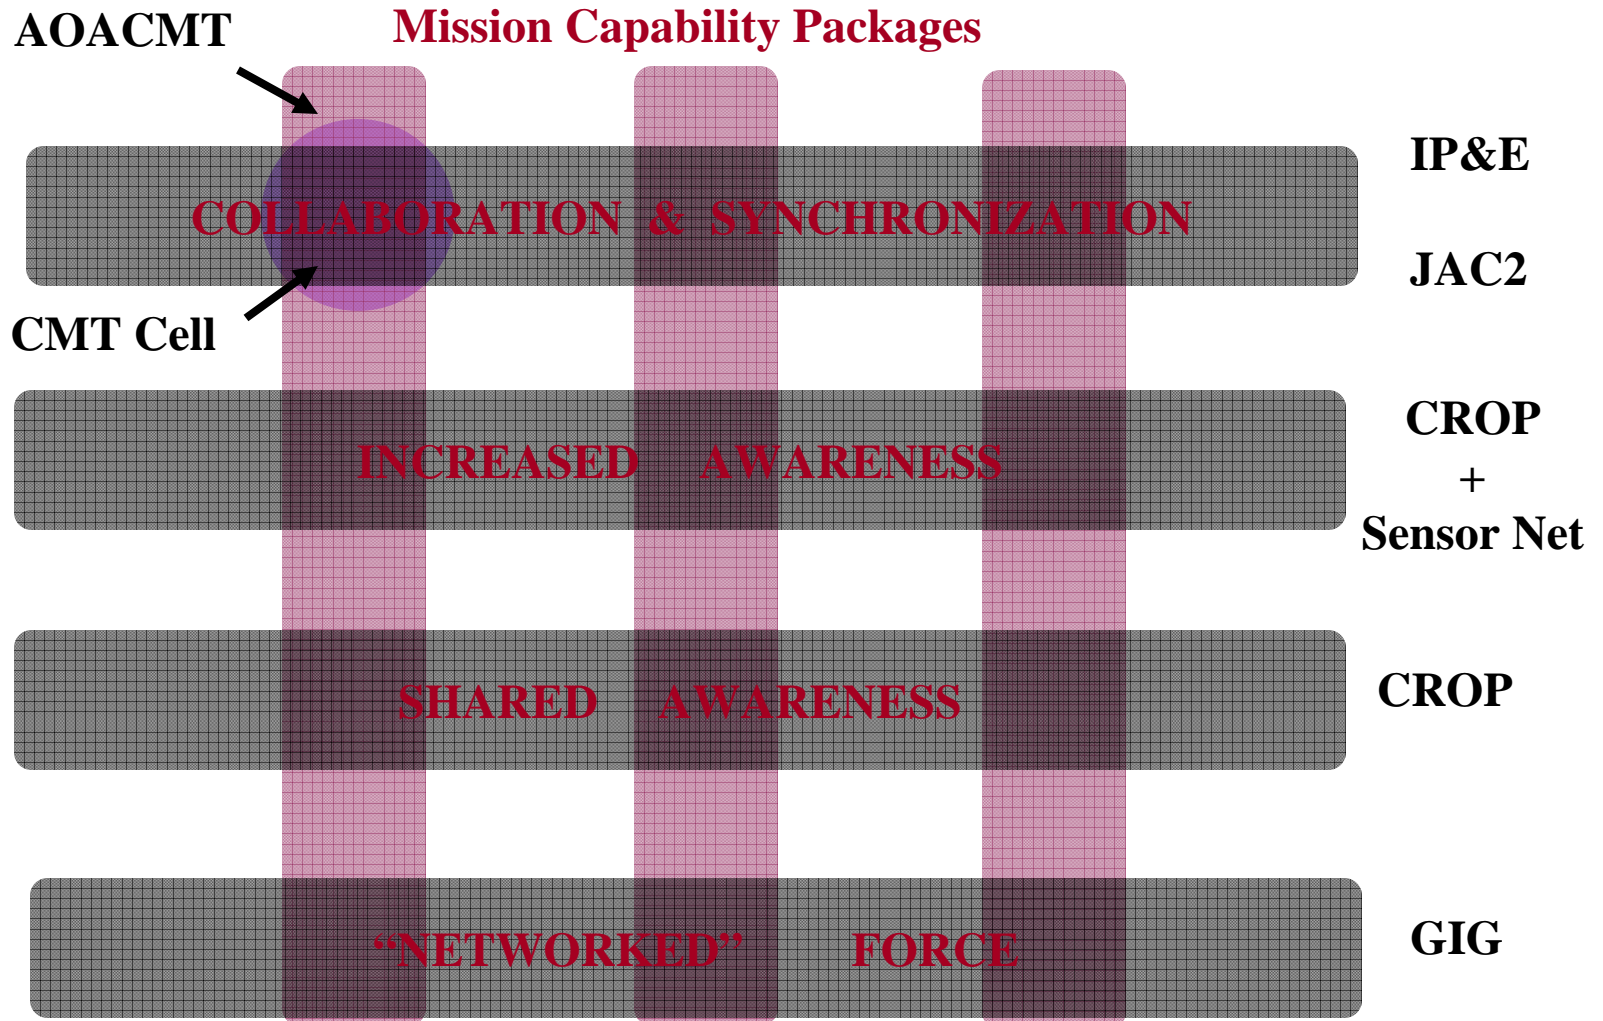 AOACMT
Mission Capability Packages
IP&E
COLLABORATION & SYNCHRONIZATION
JAC2
CMT Cell
CROP
+
Sensor Net
INCREASED AWARENESS
SHARED AWARENESS
CROP
“NETWORKED” FORCE
GIG